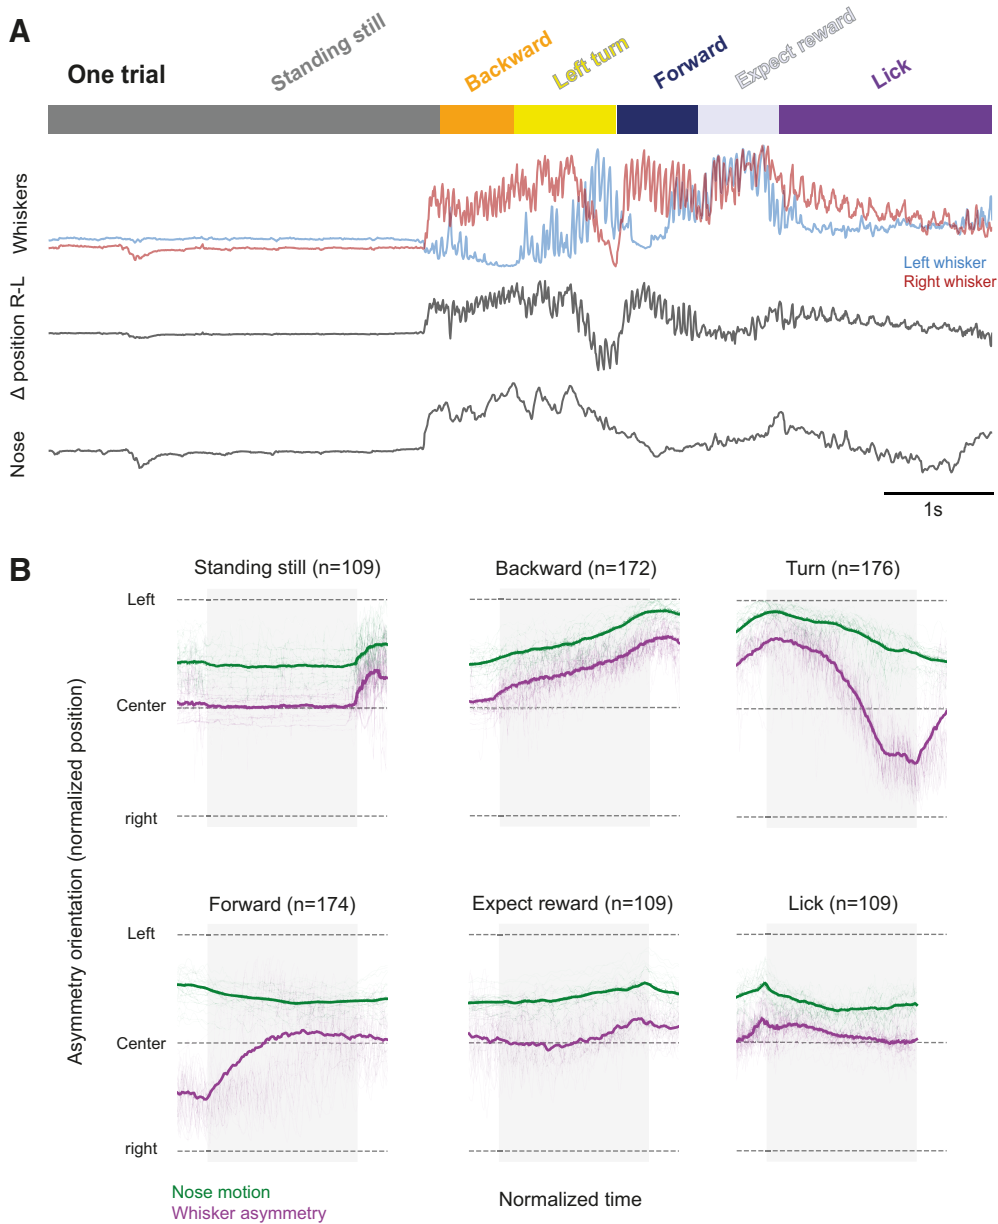 A
One trial
Standing still
Backward
Left turn
Forward
Expect reward
Lick
Whiskers
Left whisker
Right whisker
Δ position R-L
Nose
1s
B
Asymmetry orientation (normalized position)
Standing still (n=109)
Backward (n=172)
Turn (n=176)
Left
Center
right
Forward (n=174)
Expect reward (n=109)
Lick (n=109)
Left
Center
right
Nose motion
Whisker asymmetry
Normalized time